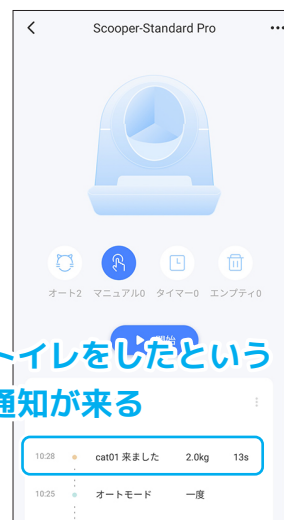 Scooper-Standard Pro
オート2 マニュアル0 タイマー0 エンプティ0
トイレをしたという
通知が来る
10:28 cat01 来ました 2.0kg 13s
10:25 オートモード 一度